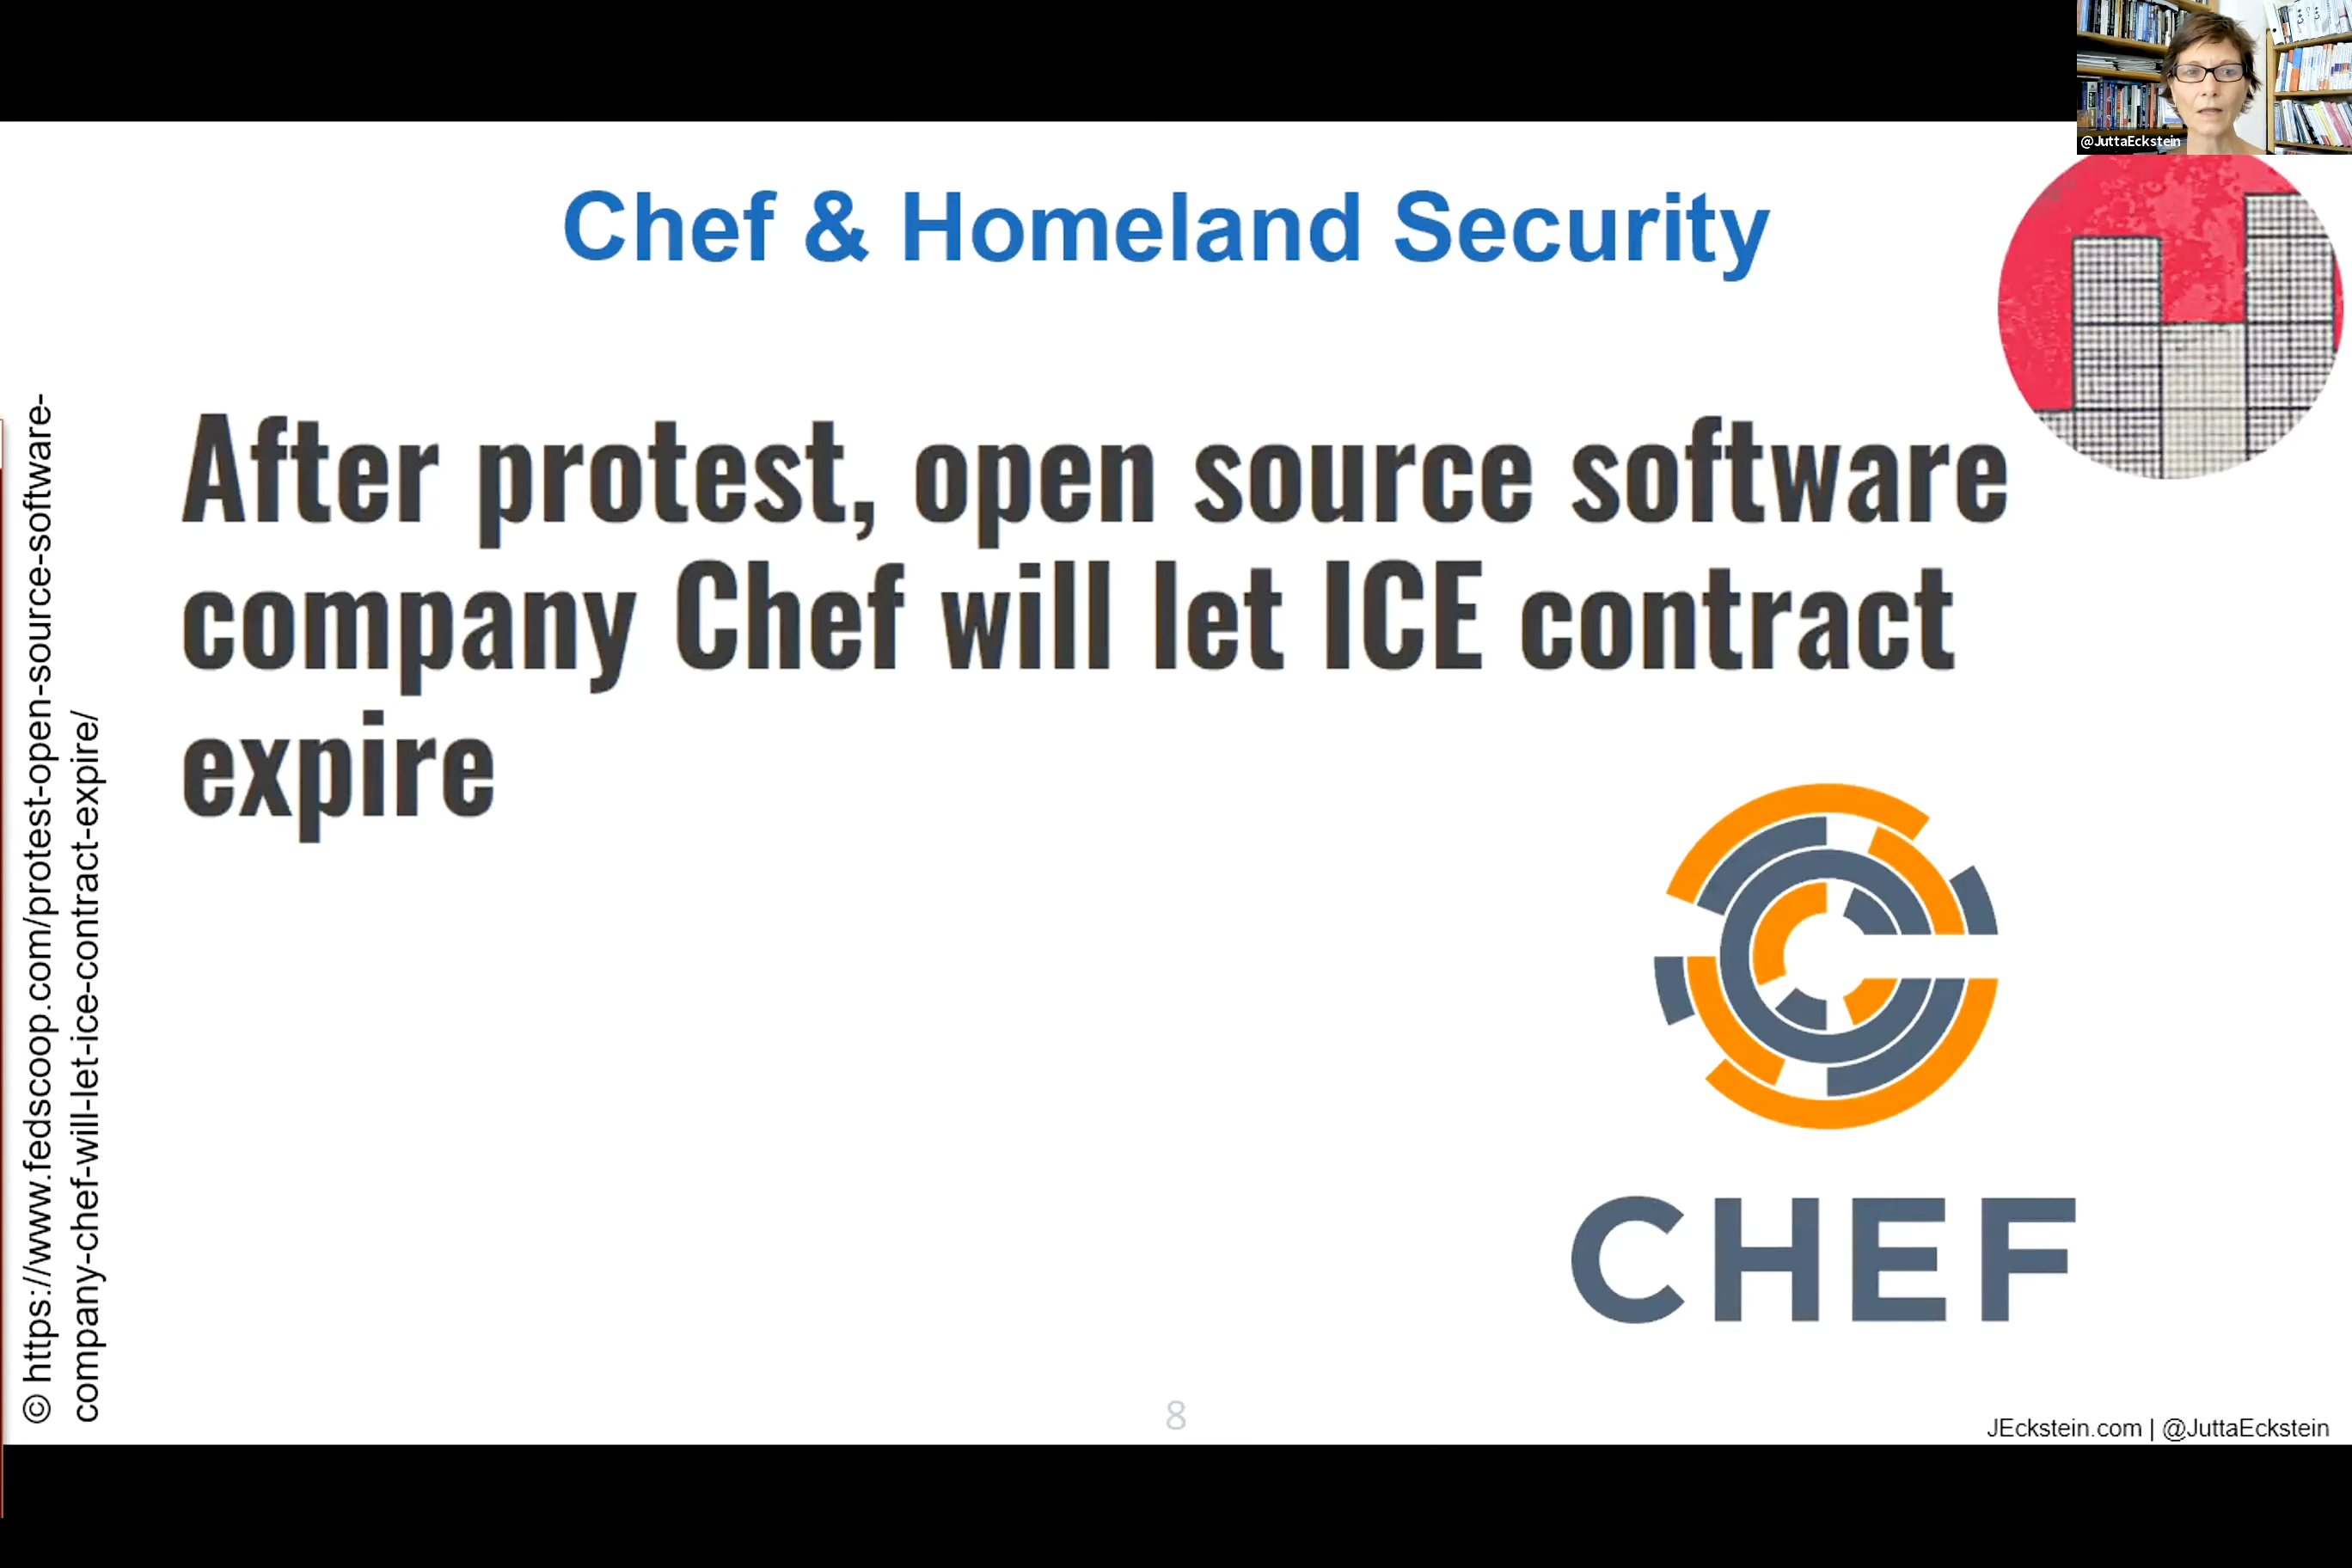 @JuttaEckstein
Chef & Homeland Security
After protest, open source software
company Chef will let ICE contract
expire
© https://www.fedscoop.com/protest-open-source-software-
company-chef-will-let-ice-contract-expire/
CHEF
8
JEckstein.com | @JuttaEckstein